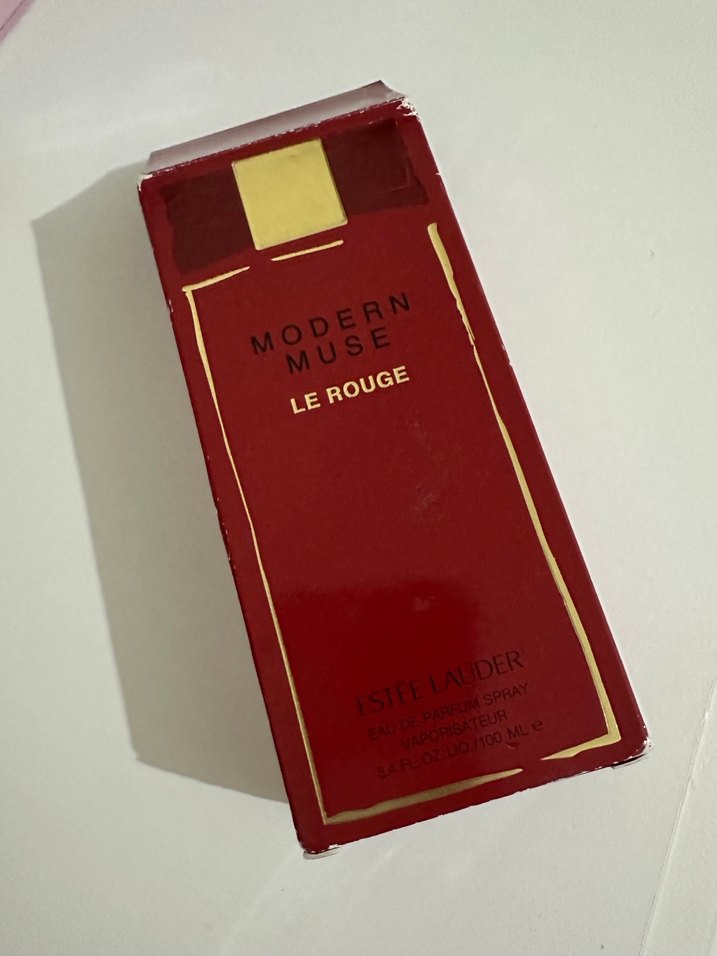 MODERN
MUSE
LE ROUGE
ESTĒE LAUDER
EAU DE PARFUM SPRAY
VAPORISATEUR
3.4 FL.OZ.LIQ./100 ML ℮